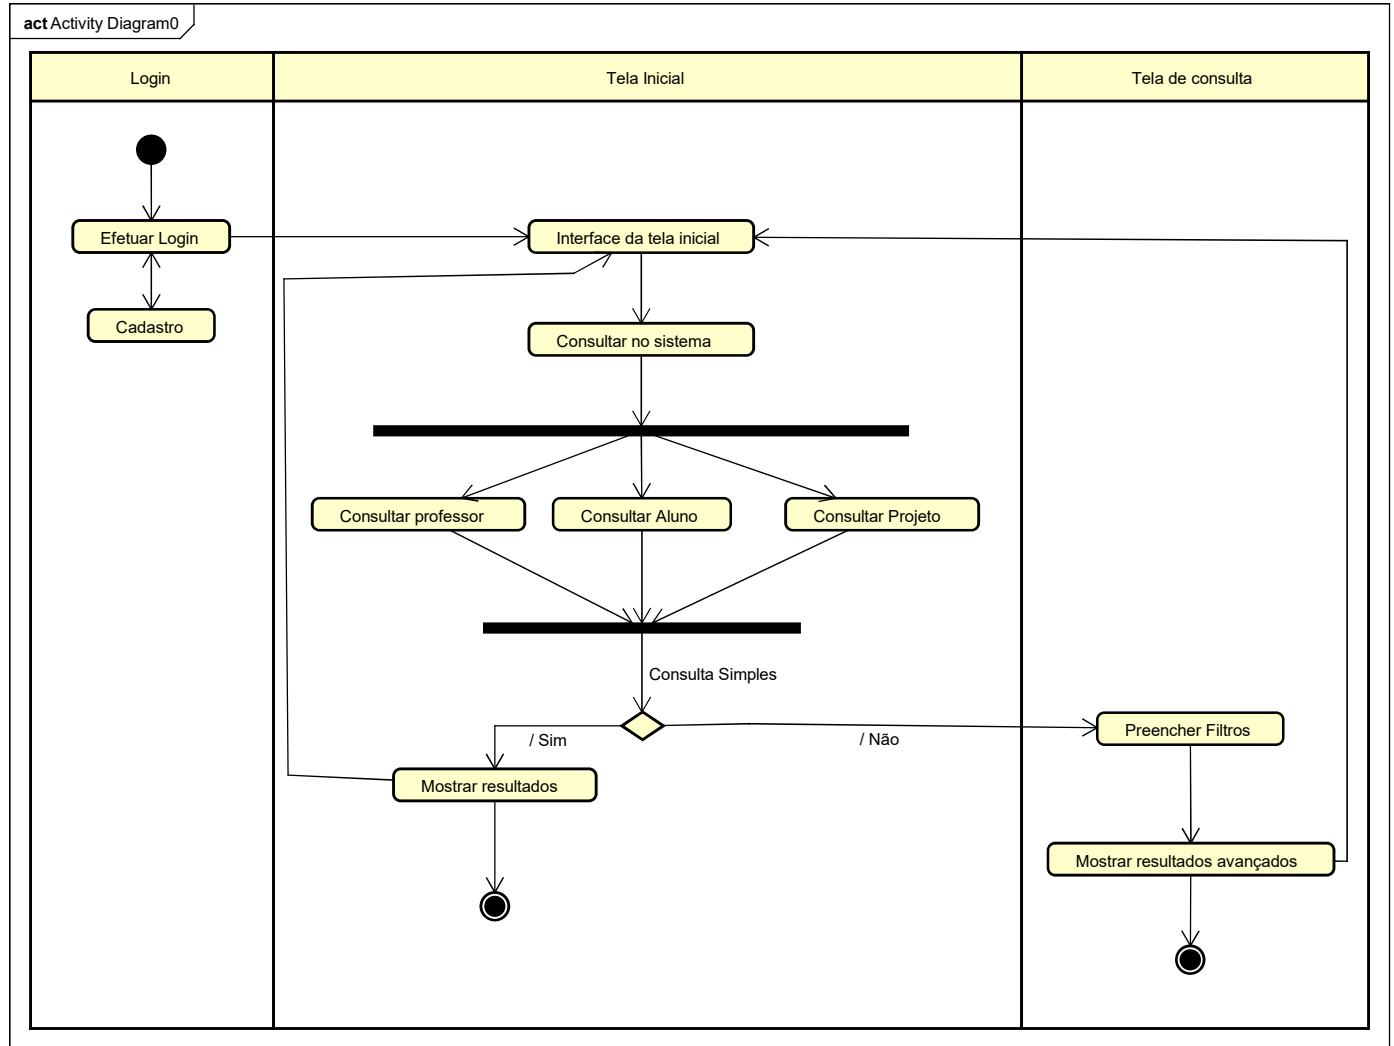 act Activity Diagram0
Login
Tela Inicial
Tela de consulta
Efetuar Login
Interface da tela inicial
Cadastro
Consultar no sistema
Consultar professor
Consultar Aluno
Consultar Projeto
Consulta Simples
/ Sim
/ Não
Preencher Filtros
Mostrar resultados
Mostrar resultados avançados